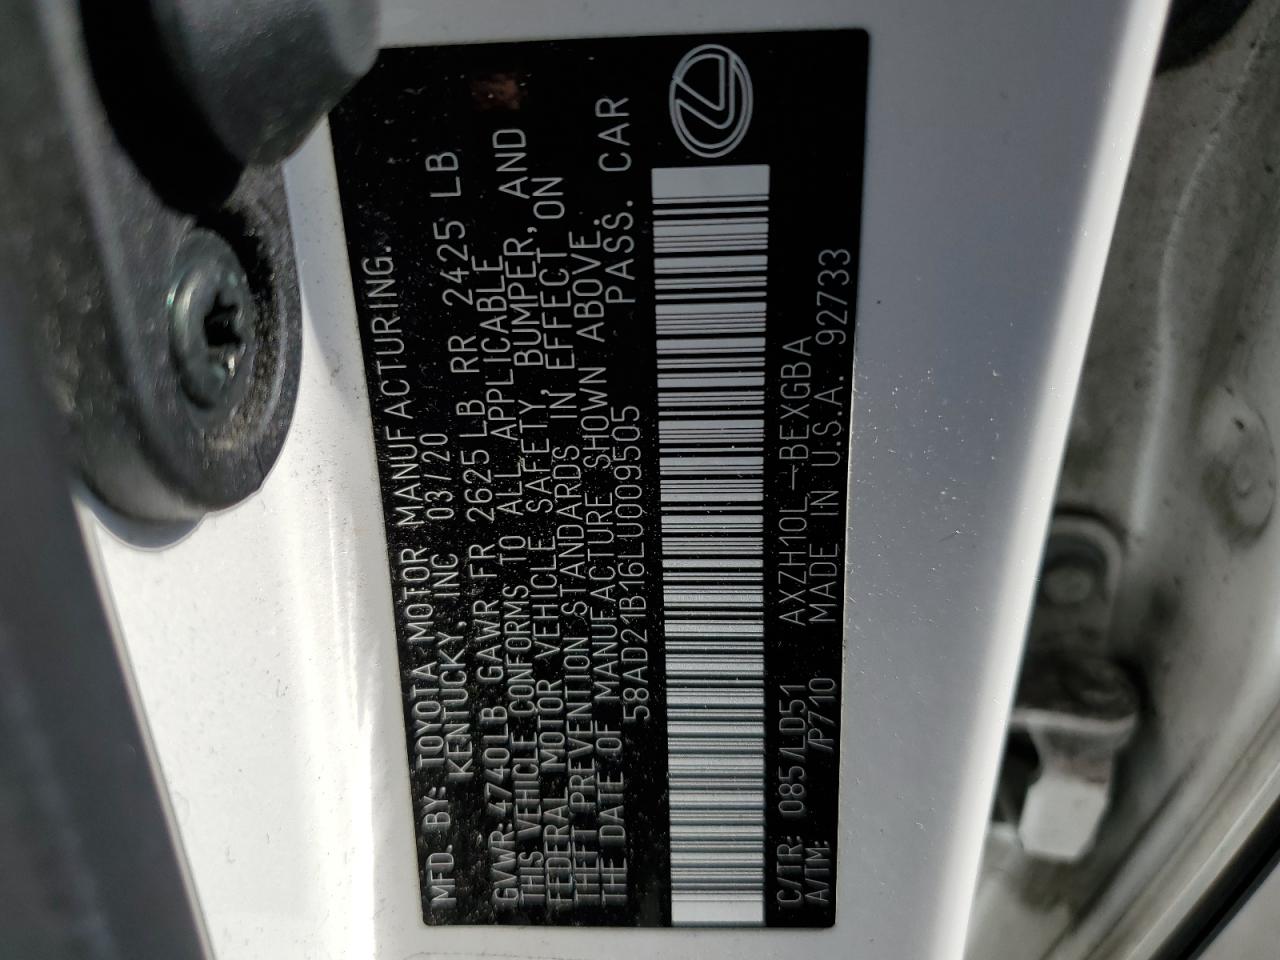 MFD. BY: TOYOTA MOTOR MANUFACTURING.
KENTUCKY, INC 03/20
GVWR: 4740LB GAWR FR 2625LB RR 2425 LB
THIS VEHICLE CONFORMS TO ALL APPLICABLE
FEDERAL MOTOR VEHICLE SAFETY, BUMPER, AND
THEFT PREVENTION STANDARDS IN EFFECT ON
THE DATE OF MANUFACTURE SHOWN ABOVE.
58AD21B16LU009505 PASS. CAR
C/TR: 085/LD51 AXZH10L-BEXGBA
A/TM: /P710 MADE IN U.S.A. 92733